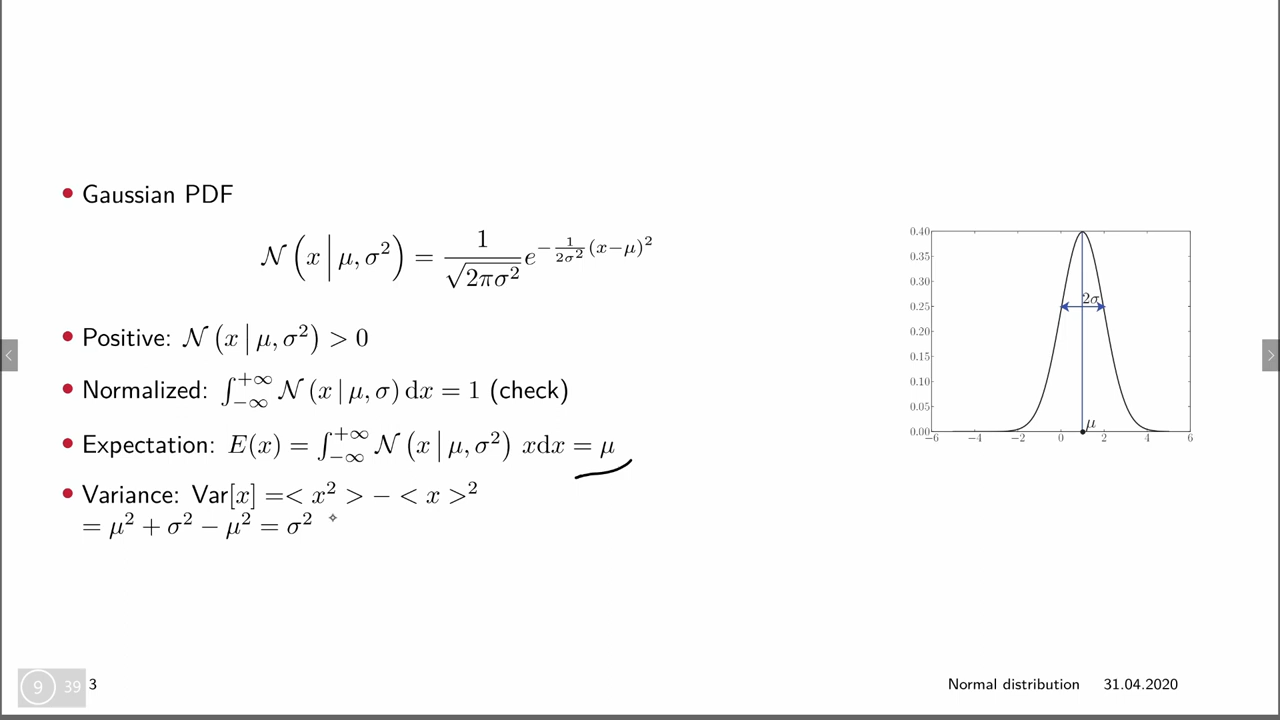 • Gaussian PDF
𝒩(x | μ, σ²) = 1/√(2πσ²) e^{−1/(2σ²) (x−μ)²}
• Positive: 𝒩(x | μ, σ²) > 0
• Normalized: ∫_{−∞}^{+∞} 𝒩(x | μ, σ) dx = 1 (check)
• Expectation: E(x) = ∫_{−∞}^{+∞} 𝒩(x | μ, σ²) xdx = μ
• Variance: Var[x] =< x² > − < x >²
= μ² + σ² − μ² = σ²
0.40
0.35
0.30
0.25
0.20
0.15
0.10
0.05
0.00
2σ
μ
−6 −4 −2 0 2 4 6
9 39 3
Normal distribution 31.04.2020